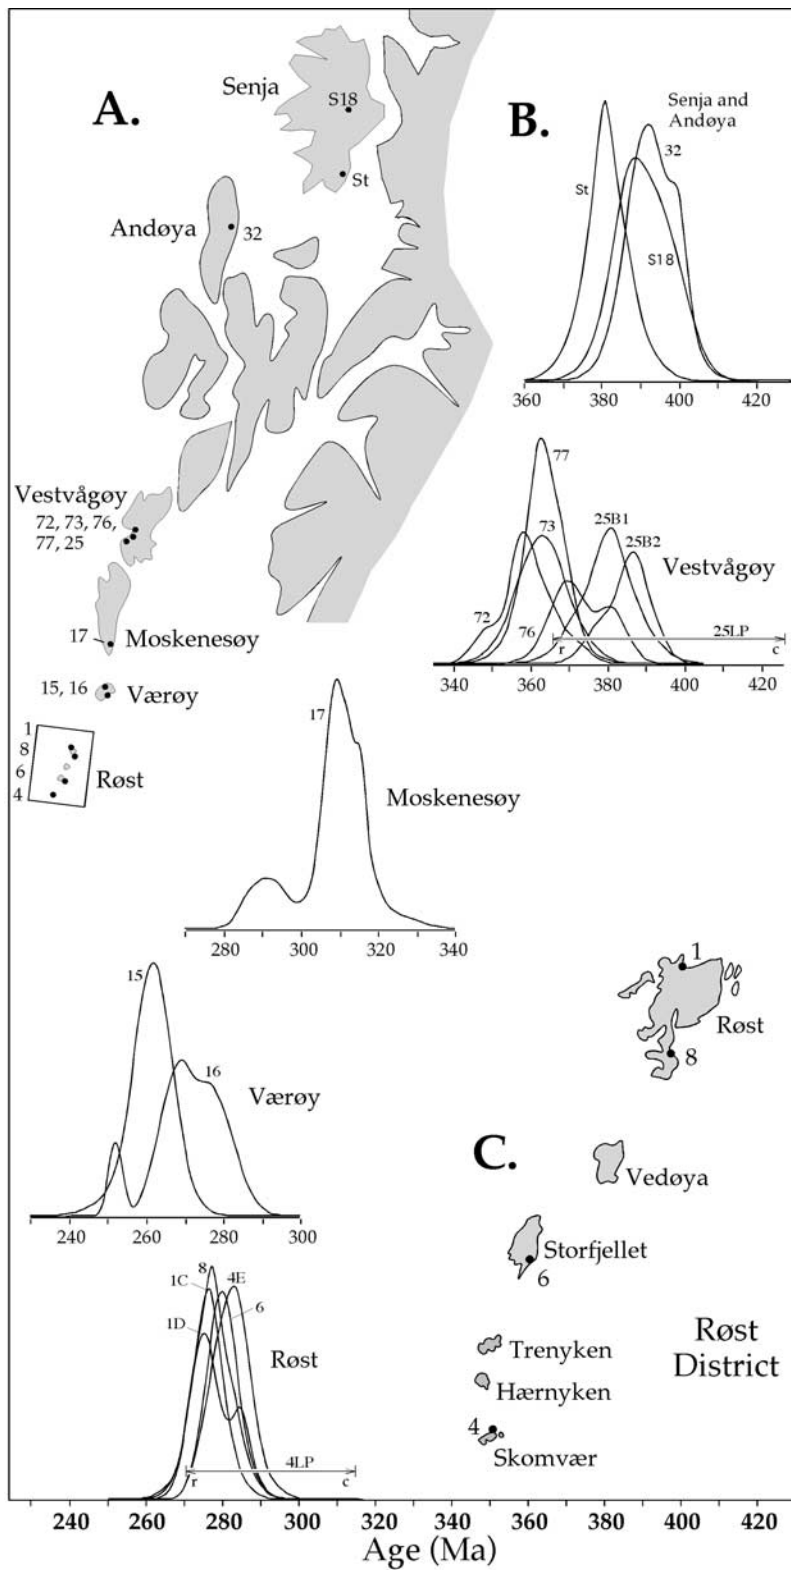 A.
Senja
S18
St
Andøya
32
B.
Senja and
Andøya
32
St
S18
360 380 400 420
Vestvågøy
72, 73, 76,
77, 25
17
Moskenesøy
15, 16
Værøy
1
8
6
4
Røst
77
73
25B1
25B2
Vestvågøy
72
76
25LP
r
c
340 360 380 400 420
17
Moskenesøy
280 300 320 340
15
16
Værøy
240 260 280 300
1
Røst
8
C.
Vedøya
Storfjellet
6
Trenyken
Hærnyken
4
Skomvær
Røst
District
8
1C
4E
6
1D
Røst
4LP
r
c
240 260 280 300 320 340 360 380 400 420
Age (Ma)